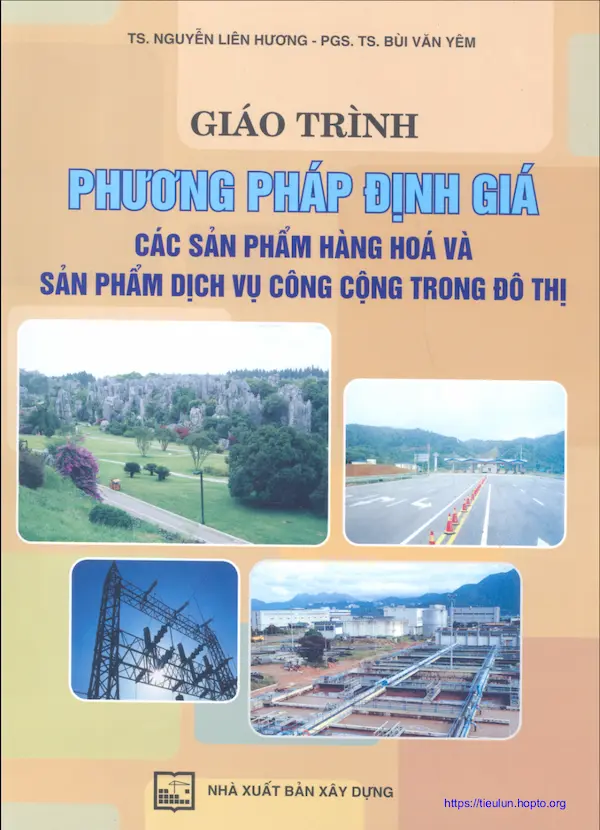 TS. NGUYỄN LIÊN HƯƠNG - PGS. TS. BÙI VĂN YÊM
GIÁO TRÌNH
PHƯƠNG PHÁP ĐỊNH GIÁ
CÁC SẢN PHẨM HÀNG HOÁ VÀ
SẢN PHẨM DỊCH VỤ CÔNG CỘNG TRONG ĐÔ THỊ
NHÀ XUẤT BẢN XÂY DỰNG
https://tieulun.hopto.org